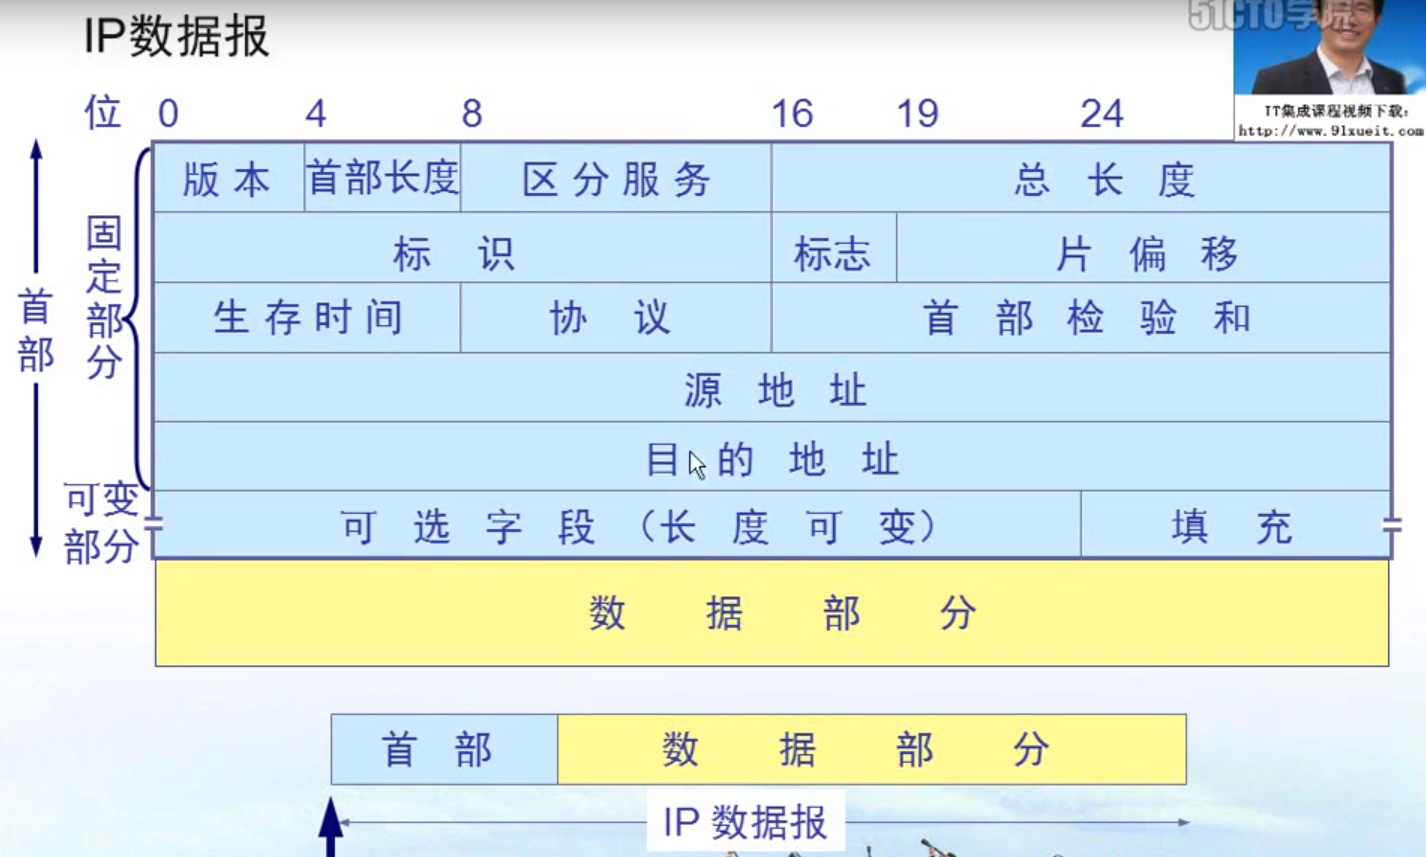 51CTO学院
IP数据报
IT集成课程视频下载:
http://www.91xueit.com
位 0 4 8 16 19 24
版本 首部长度 区分服务 总长度
标识 标志 片偏移
生存时间 协议 首部检验和
源地址
目的地址
可选字段（长度可变） 填充
首部
固定部分
可变
部分
数据部分
首部 数据部分
IP 数据报